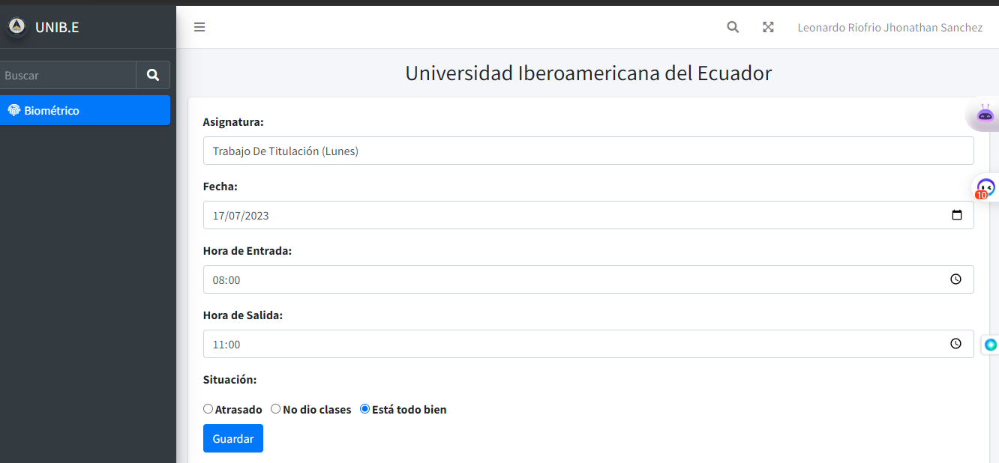 UNIB.E
Leonardo Riofrio Jhonathan Sanchez
Buscar
Biométrico
Universidad Iberoamericana del Ecuador
Asignatura:
Trabajo De Titulación (Lunes)
Fecha:
17/07/2023
Hora de Entrada:
08:00
Hora de Salida:
11:00
Situación:
Atrasado No dio clases Está todo bien
Guardar
10